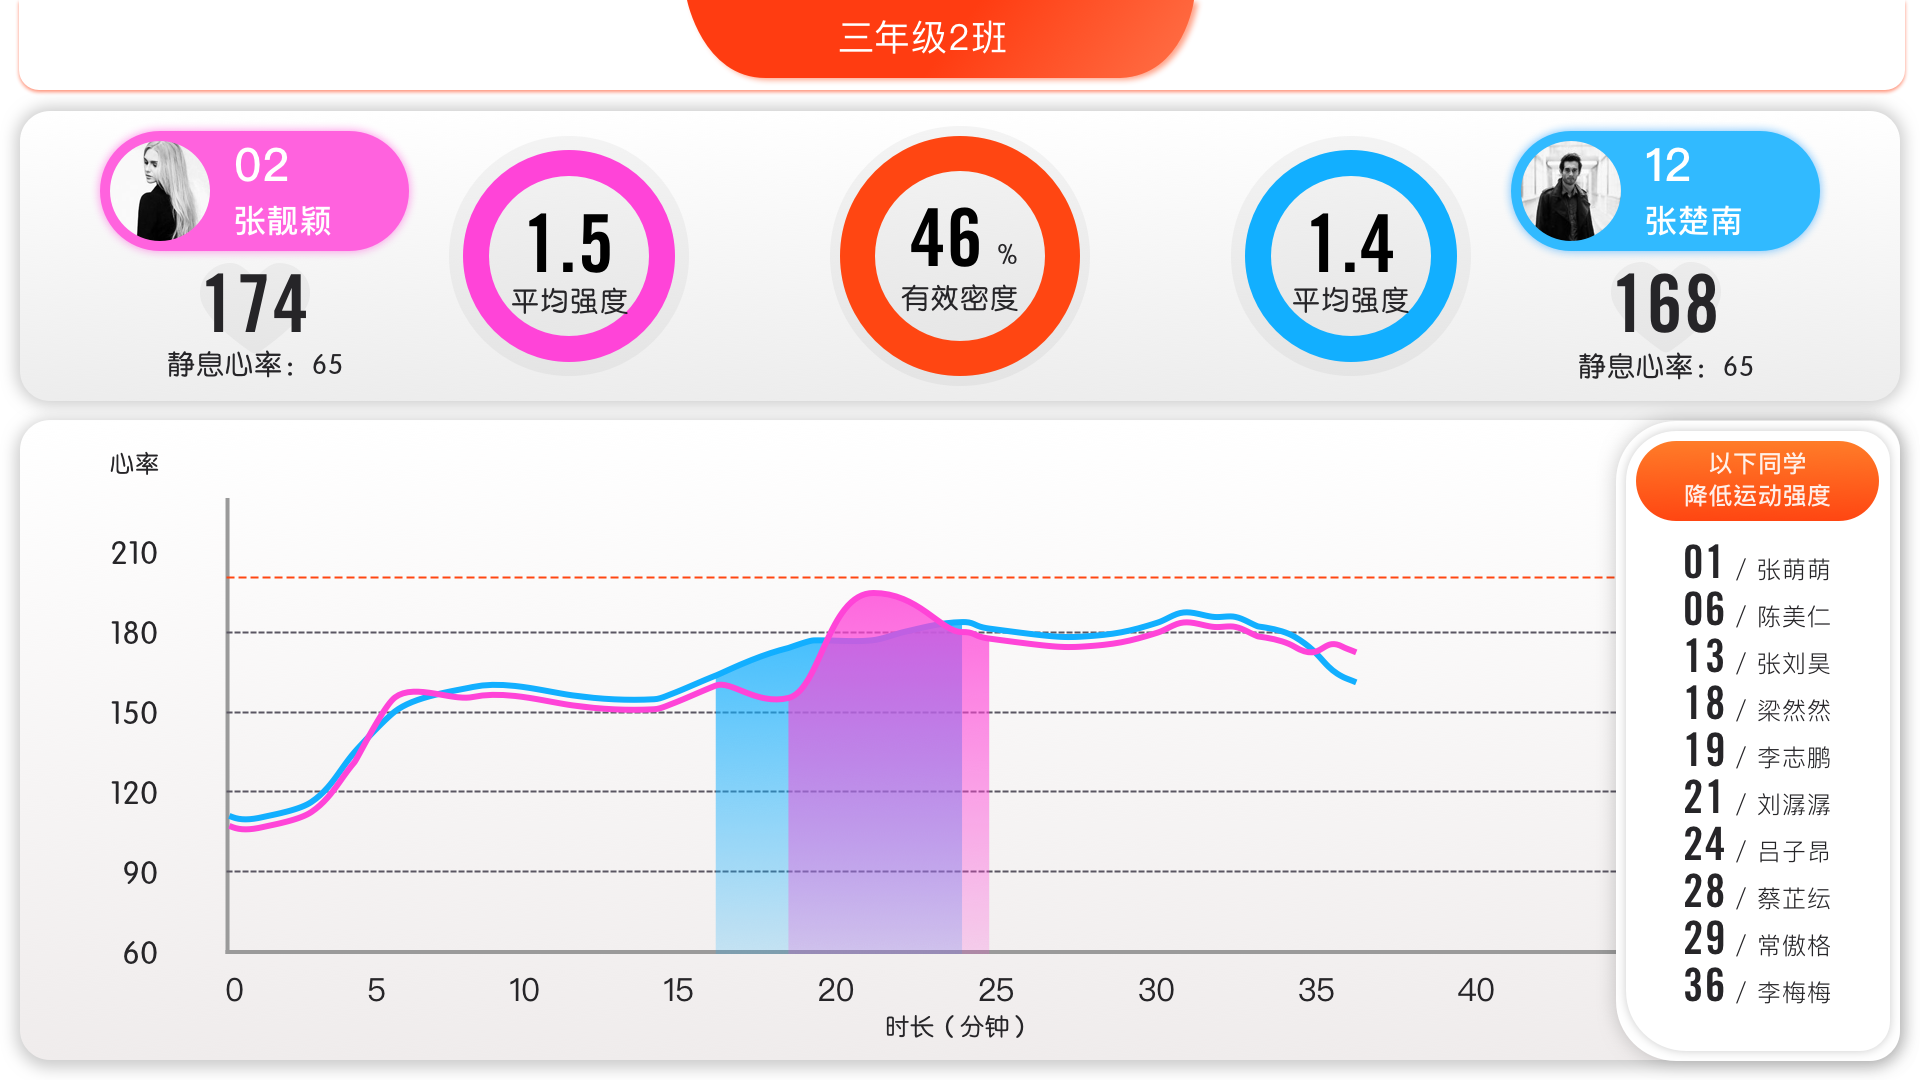 三年级2班
02
张靓颖
174
静息心率：65
1.5
平均强度
46 %
有效密度
1.4
平均强度
12
张楚南
168
静息心率：65
心率
210
180
150
120
90
60
0 5 10 15 20 25 30 35 40
时长（分钟）
以下同学
降低运动强度
01 / 张萌萌
06 / 陈美仁
13 / 张刘昊
18 / 梁然然
19 / 李志鹏
21 / 刘潺潺
24 / 吕子昂
28 / 蔡芷纭
29 / 常傲格
36 / 李梅梅